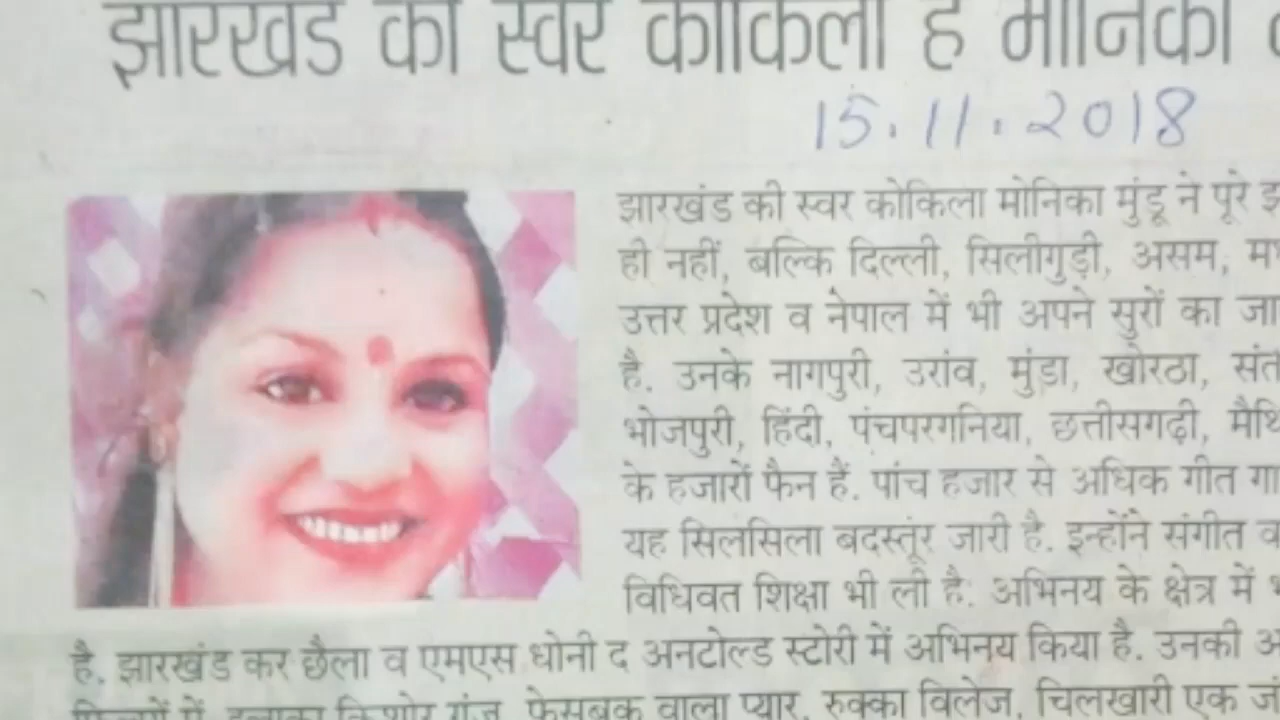 झारखंड की स्वर कोकिला है मोनिका
15.11.2018
झारखंड की स्वर कोकिला मोनिका मुंडू ने पूरे
ही नहीं, बल्कि दिल्ली, सिलीगुड़ी, असम,
उत्तर प्रदेश व नेपाल में भी अपने सुरों का जा
है. उनके नागपुरी, उरांव, मुंडा, खोरठा, संत
भोजपुरी, हिंदी, पंचपरगनिया, छत्तीसगढ़ी, मैथि
के हजारों फैन हैं. पांच हजार से अधिक गीत गा
यह सिलसिला बदस्तूर जारी है. इन्होंने संगीत
विधिवत शिक्षा भी ली है. अभिनय के क्षेत्र में
है. झारखंड कर छैला व एमएस धोनी द अनटोल्ड स्टोरी में अभिनय किया है. उनकी
फेसबुक वाला प्यार, रुक्का विलेज, चिलखारी एक